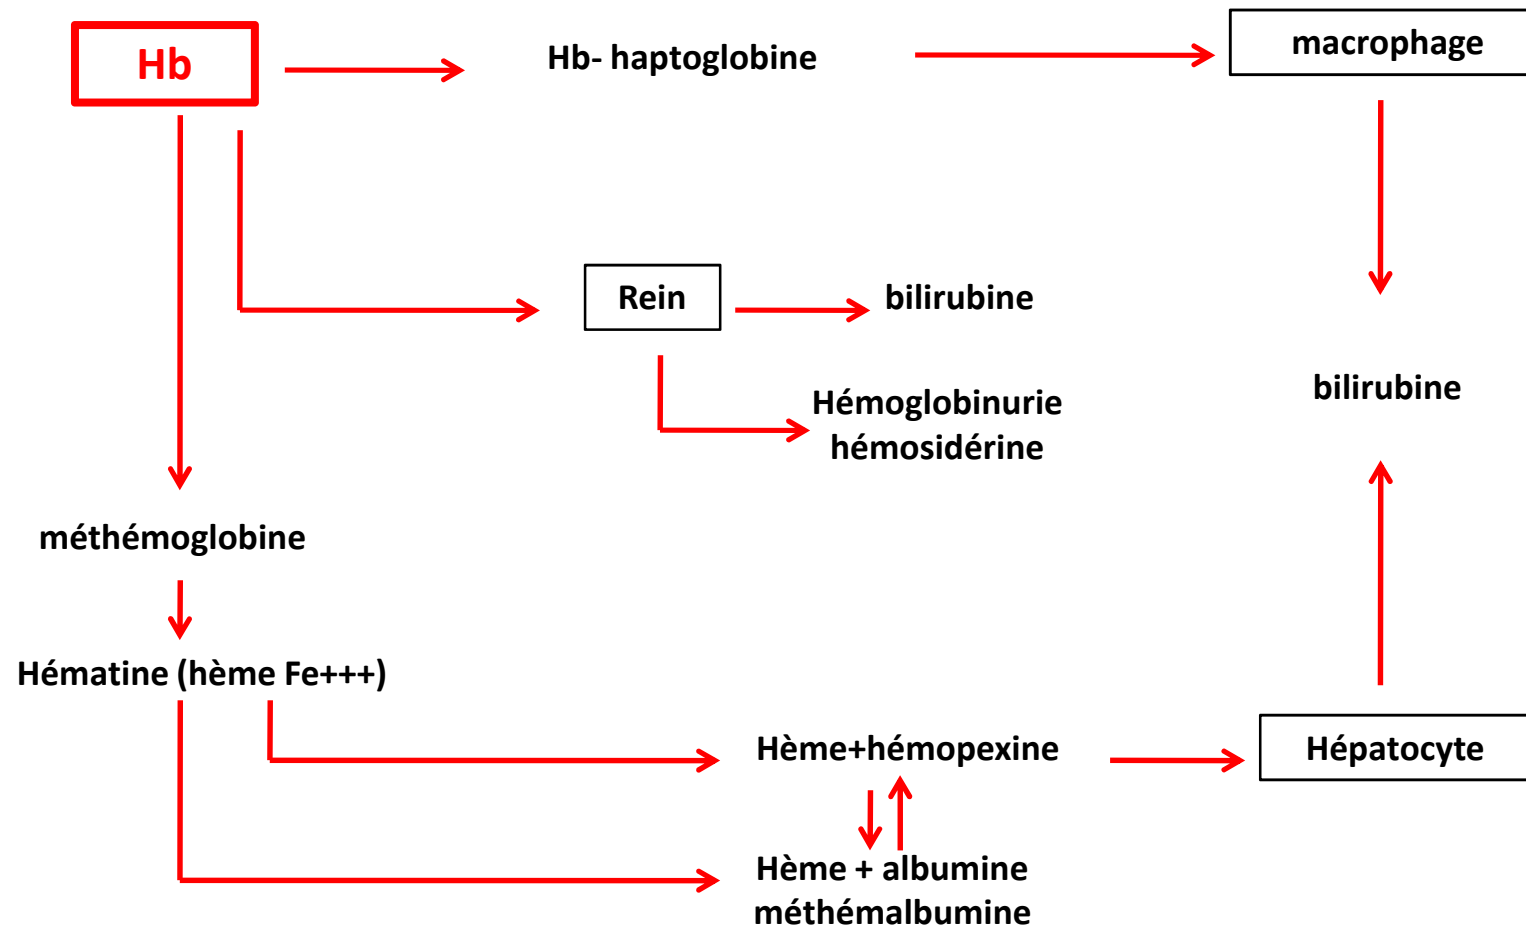 Hb
Hb- haptoglobine
macrophage
Rein
bilirubine
Hémoglobinurie
hémosidérine
bilirubine
méthémoglobine
Hématine (hème Fe+++)
Hème+hémopexine
Hépatocyte
Hème + albumine
méthémalbumine